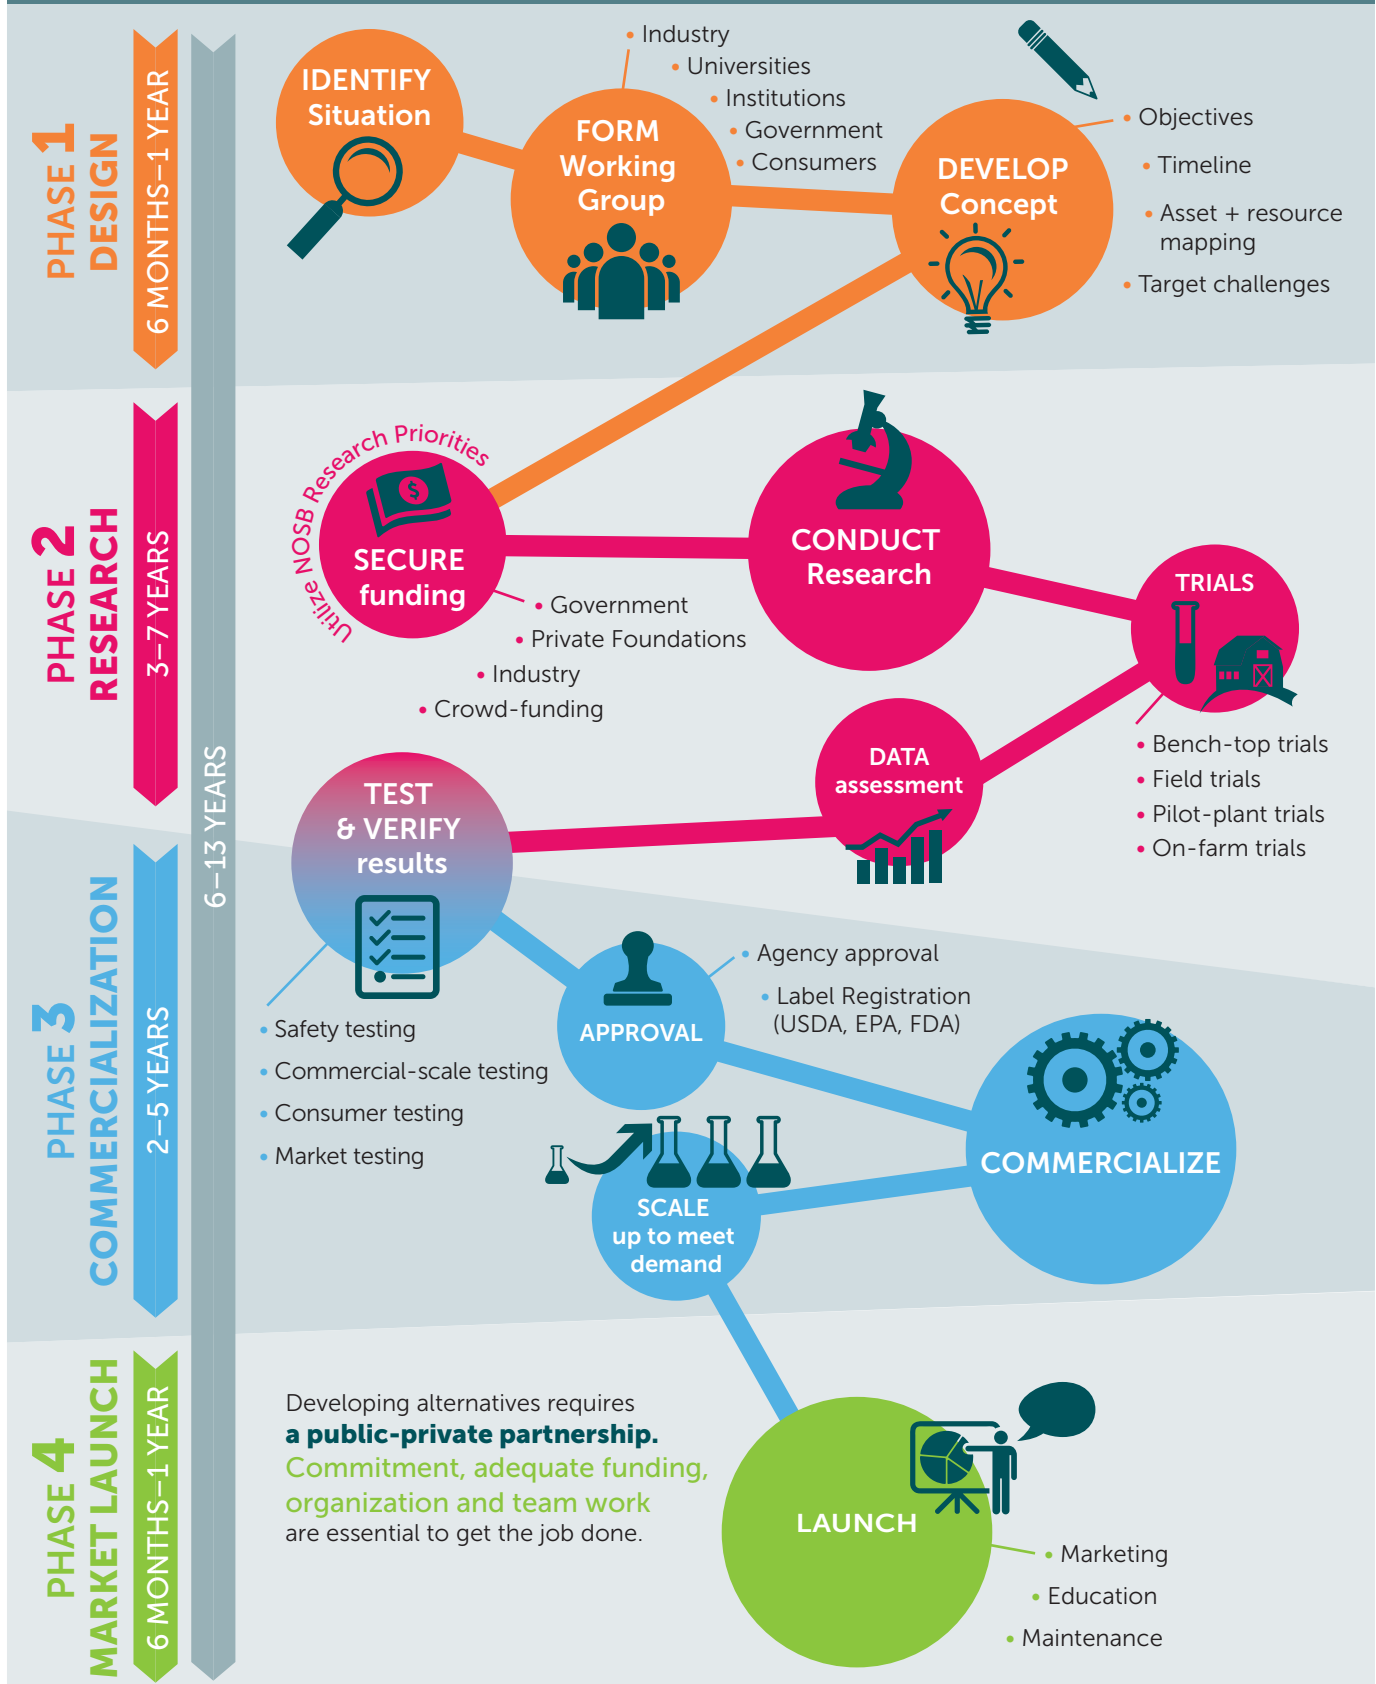 PHASE 1
DESIGN
6 MONTHS–1 YEAR
IDENTIFY
Situation
FORM
Working
Group
• Industry
• Universities
• Institutions
• Government
• Consumers
DEVELOP
Concept
• Objectives
• Timeline
• Asset + resource
mapping
• Target challenges
6–13 YEARS
PHASE 2
RESEARCH
3–7 YEARS
Utilize NOSB Research Priorities
$
SECURE
funding
• Government
• Private Foundations
• Industry
• Crowd-funding
CONDUCT
Research
TRIALS
• Bench-top trials
• Field trials
• Pilot-plant trials
• On-farm trials
DATA
assessment
TEST
& VERIFY
results
• Safety testing
• Commercial-scale testing
• Consumer testing
• Market testing
PHASE 3
COMMERCIALIZATION
2–5 YEARS
APPROVAL
• Agency approval
• Label Registration
(USDA, EPA, FDA)
COMMERCIALIZE
SCALE
up to meet
demand
PHASE 4
MARKET LAUNCH
6 MONTHS–1 YEAR
Developing alternatives requires
a public-private partnership.
Commitment, adequate funding,
organization and team work
are essential to get the job done.
LAUNCH
• Marketing
• Education
• Maintenance